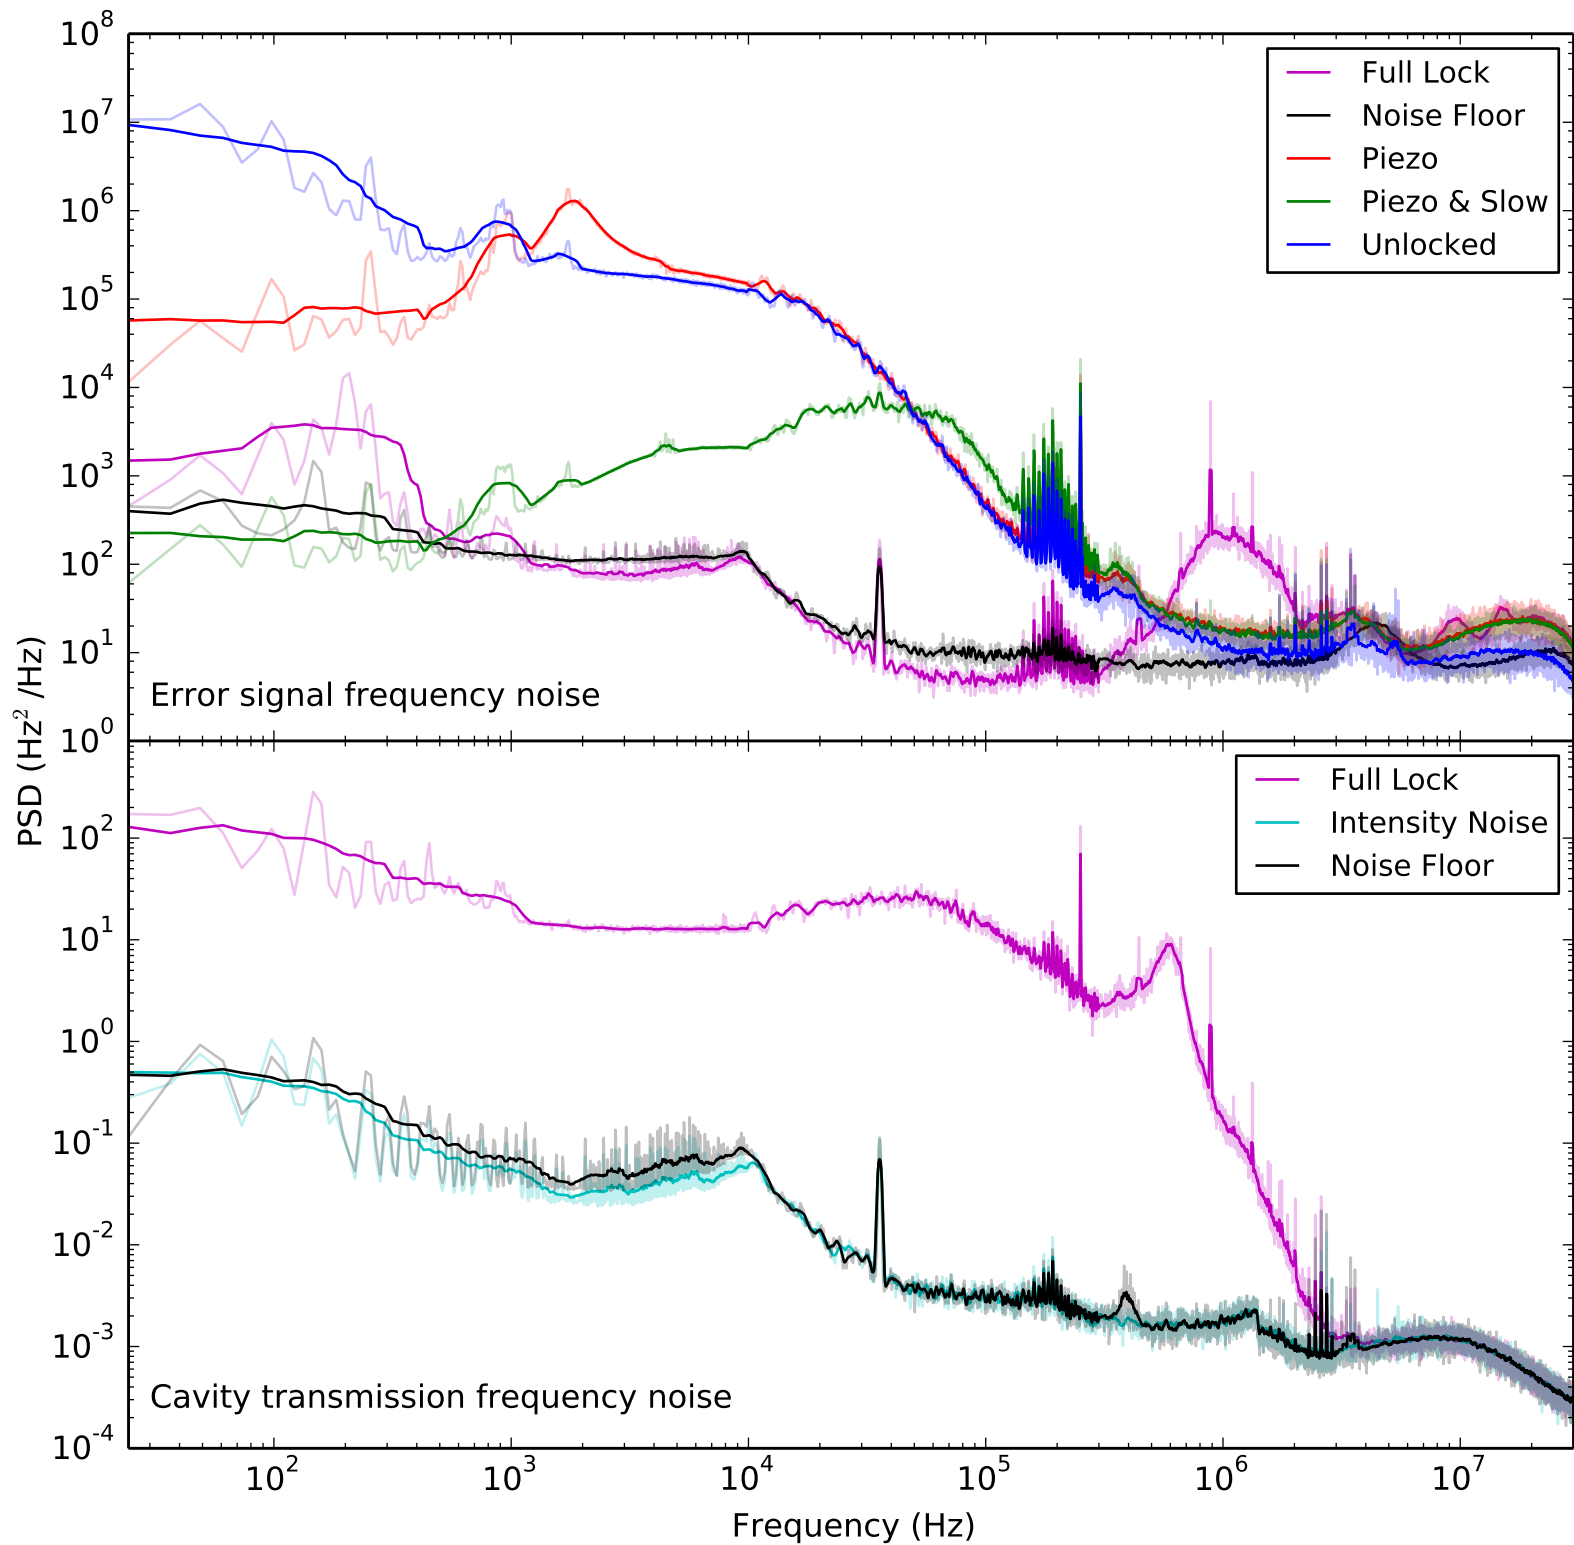 10^8
10^7
10^6
10^5
10^4
10^3
10^2
10^1
10^0
Full Lock
Noise Floor
Piezo
Piezo & Slow
Unlocked
Error signal frequency noise
PSD (Hz^2/Hz)
10^2
10^1
10^0
10^-1
10^-2
10^-3
10^-4
Full Lock
Intensity Noise
Noise Floor
Cavity transmission frequency noise
10^2 10^3 10^4 10^5 10^6 10^7
Frequency (Hz)